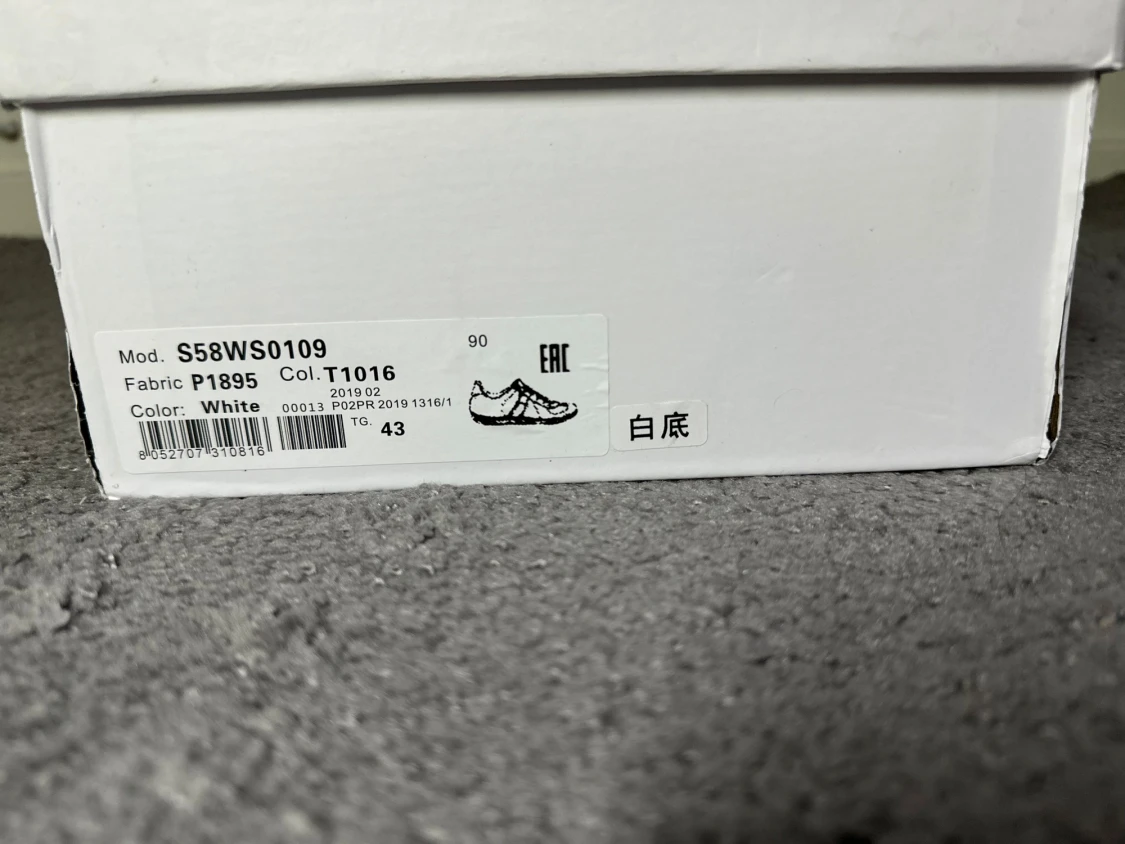 Mod. S58WS0109
90
EAC
Fabric P1895 Col. T1016
2019 02
Color: White 00013 P02PR 2019 1316/1
TG. 43
8 052707 310816
白底